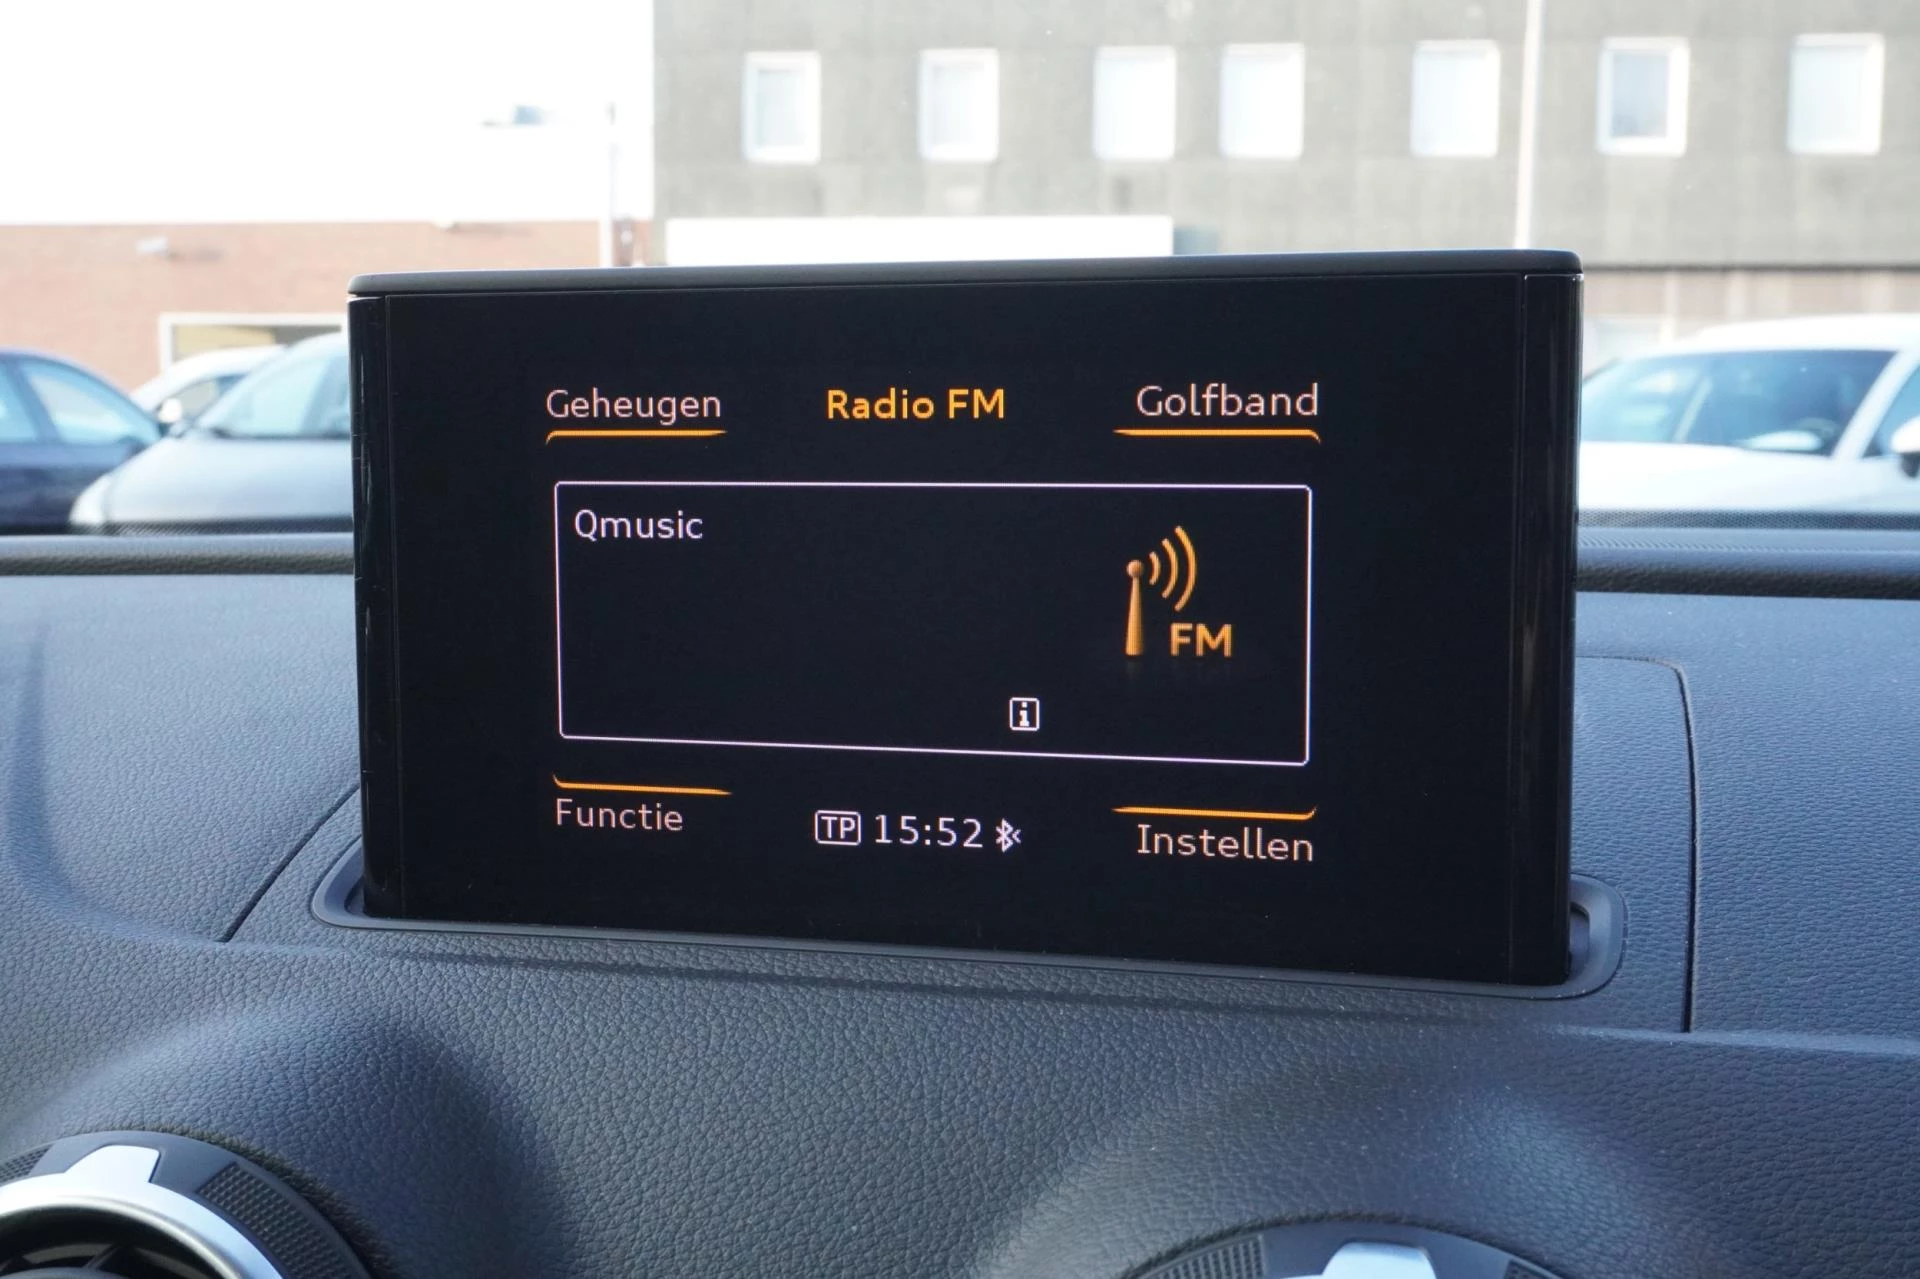 Geheugen Radio FM Golfband
Qmusic
FM
i
Functie TP 15:52 Instellen